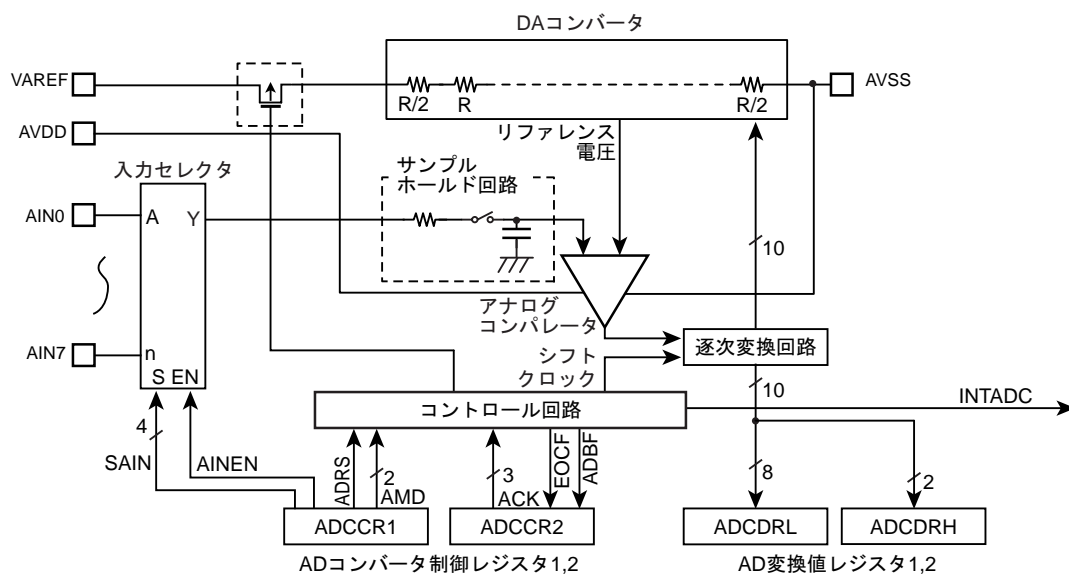 DAコンバータ
VAREF
R/2
R
R/2
AVSS
AVDD
リファレンス
電圧
入力セレクタ
サンプル
ホールド回路
AIN0
A
Y
10
アナログ
コンパレータ
AIN7
n
S EN
シフト
クロック
逐次変換回路
10
INTADC
コントロール回路
4
SAIN
AINEN
ADRS
2
AMD
3
ACK
EOCF
ADBF
8
2
ADCCR1
ADCCR2
ADCDRL
ADCDRH
ADコンバータ制御レジスタ1,2
AD変換値レジスタ1,2